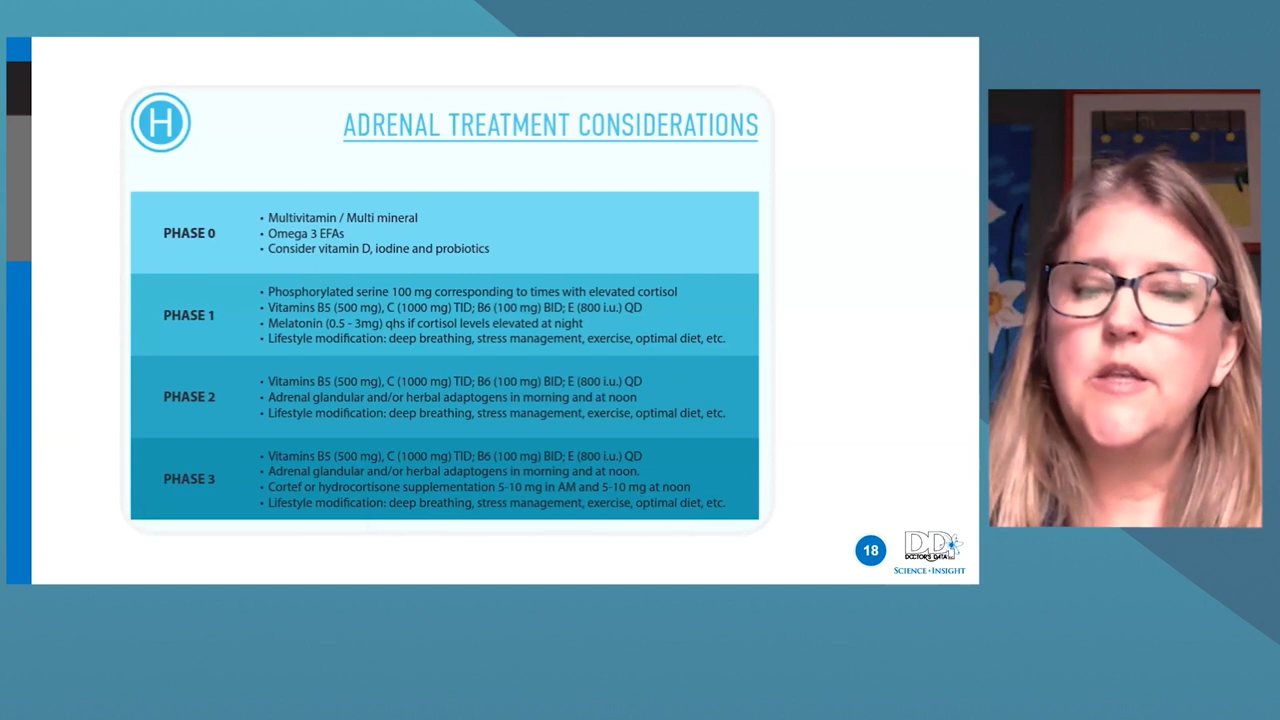 H
ADRENAL TREATMENT CONSIDERATIONS
PHASE 0
• Multivitamin / Multi mineral
• Omega 3 EFAs
• Consider vitamin D, iodine and probiotics
PHASE 1
• Phosphorylated serine 100 mg corresponding to times with elevated cortisol
• Vitamins B5 (500 mg), C (1000 mg) TID; B6 (100 mg) BID; E (800 i.u.) QD
• Melatonin (0.5 - 3mg) qhs if cortisol levels elevated at night
• Lifestyle modification: deep breathing, stress management, exercise, optimal diet, etc.
PHASE 2
• Vitamins B5 (500 mg), C (1000 mg) TID; B6 (100 mg) BID; E (800 i.u.) QD
• Adrenal glandular and/or herbal adaptogens in morning and at noon
• Lifestyle modification: deep breathing, stress management, exercise, optimal diet, etc.
PHASE 3
• Vitamins B5 (500 mg), C (1000 mg) TID; B6 (100 mg) BID; E (800 i.u.) QD
• Adrenal glandular and/or herbal adaptogens in morning and at noon.
• Cortef or hydrocortisone supplementation 5-10 mg in AM and 5-10 mg at noon
• Lifestyle modification: deep breathing, stress management, exercise, optimal diet, etc.
18
DDI
DOCTOR'S DATA INC
SCIENCE + INSIGHT